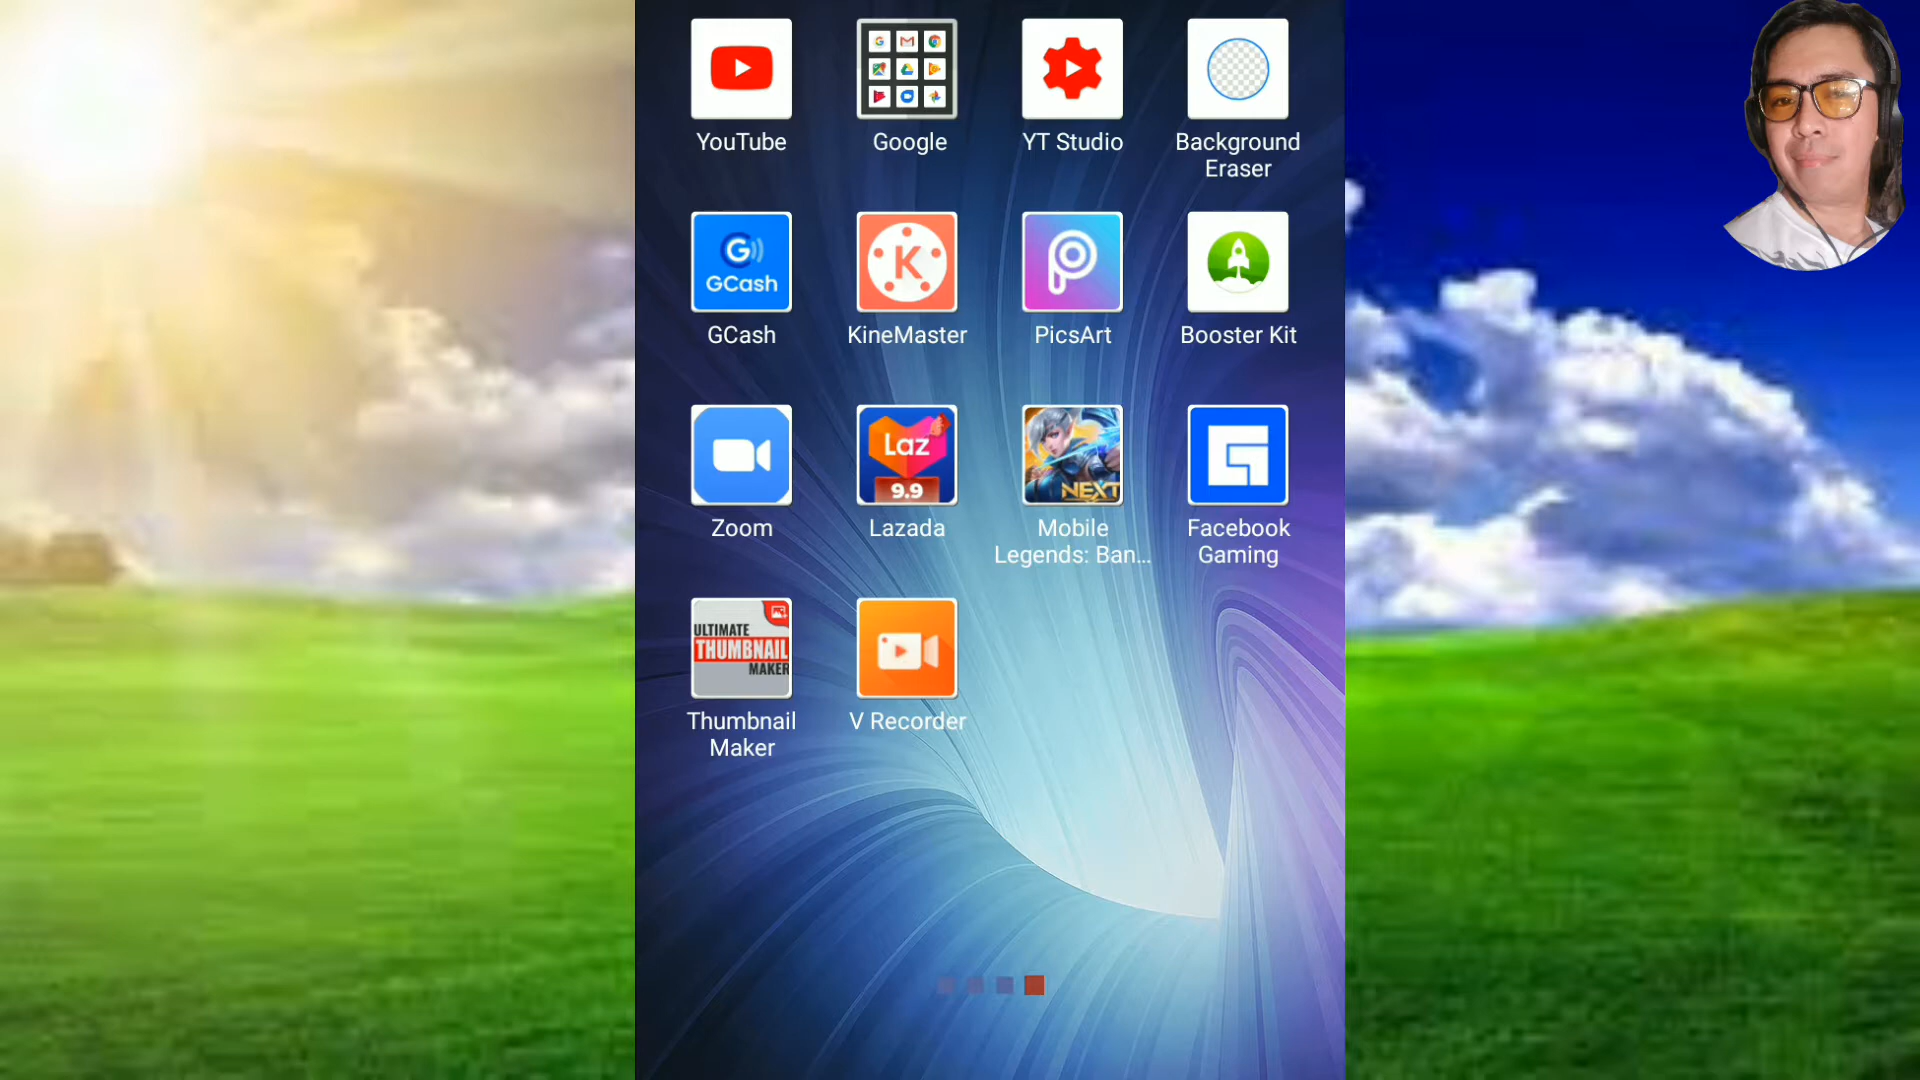 YouTube
Google
YT Studio
Background
Eraser
G
GCash
GCash
K
KineMaster
PicsArt
Booster Kit
Zoom
Laz
9.9
Lazada
NEXT
Mobile
Legends: Ban...
Facebook
Gaming
ULTIMATE
THUMBNAIL
MAKER
Thumbnail
Maker
V Recorder